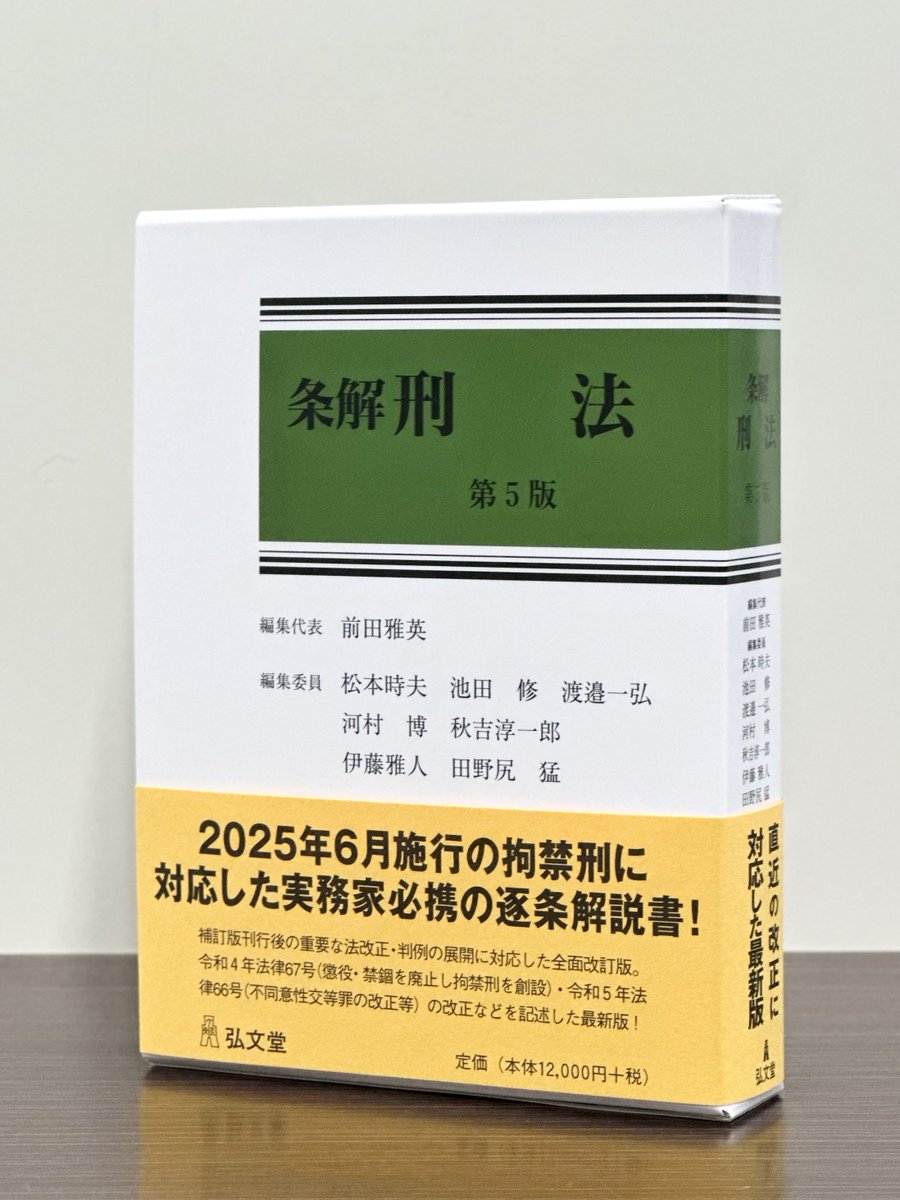 条解刑 法
第5版
編集代表 前田雅英
編集委員 松本時夫 池田 修 渡邉一弘
河村 博 秋吉淳一郎
伊藤雅人 田野尻 猛
2025年6月施行の拘禁刑に
対応した実務家必携の逐条解説書!
補訂版刊行後の重要な法改正・判例の展開に対応した全面改訂版。
令和4年法律67号(懲役・禁錮を廃止し拘禁刑を創設)・令和5年法
律66号(不同意性交等罪の改正等)の改正などを記述した最新版!
弘文堂
定価(本体12,000円+税)
条解
刑 法
第5版
編集代表
前田雅英
編集委員
松本時夫
池田 修
渡邉一弘
河村 博
秋吉淳一郎
伊藤雅人
田野尻 猛
直近の改正に
対応した最新版
弘文堂